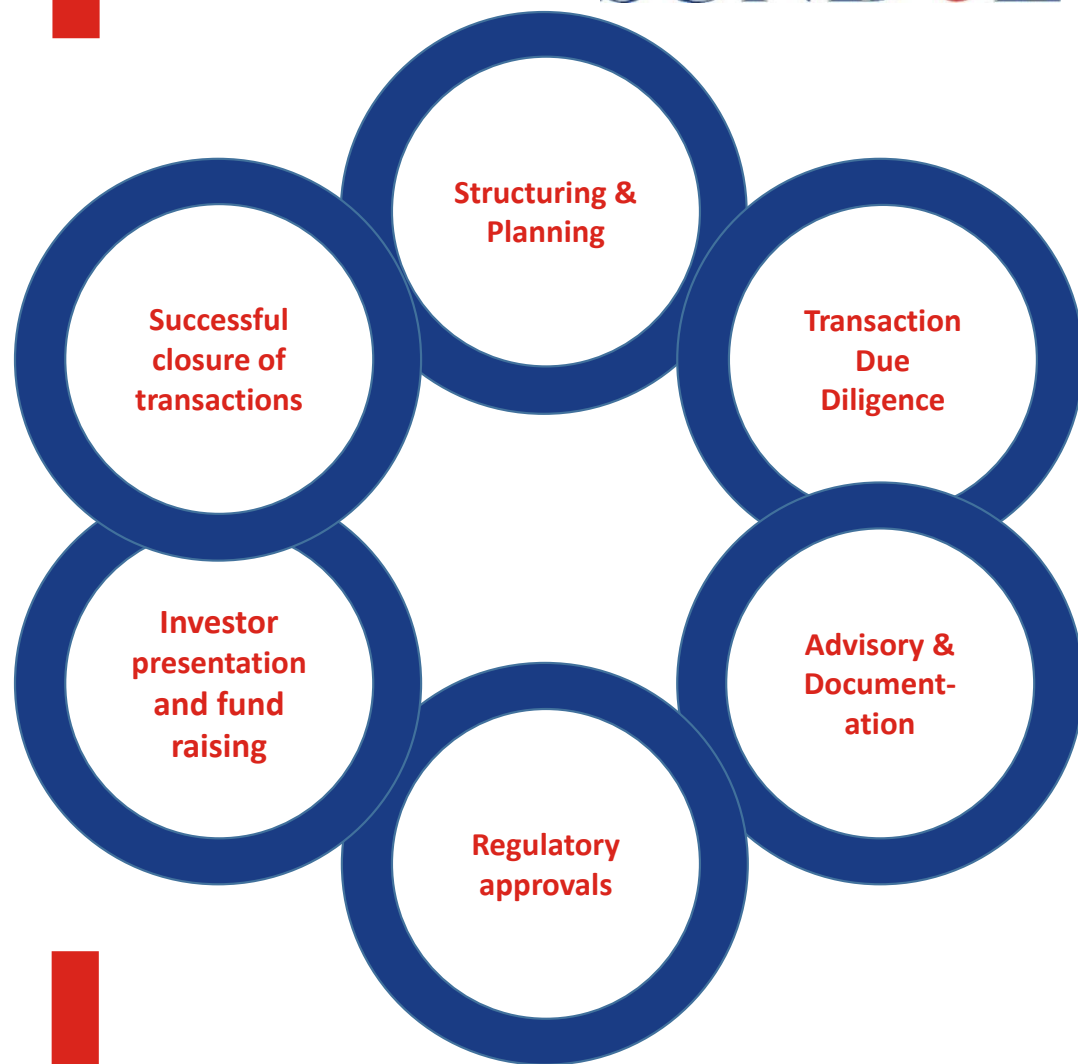 Structuring &
Planning
Transaction
Due
Diligence
Advisory &
Document-
ation
Regulatory
approvals
Investor
presentation
and fund
raising
Successful
closure of
transactions